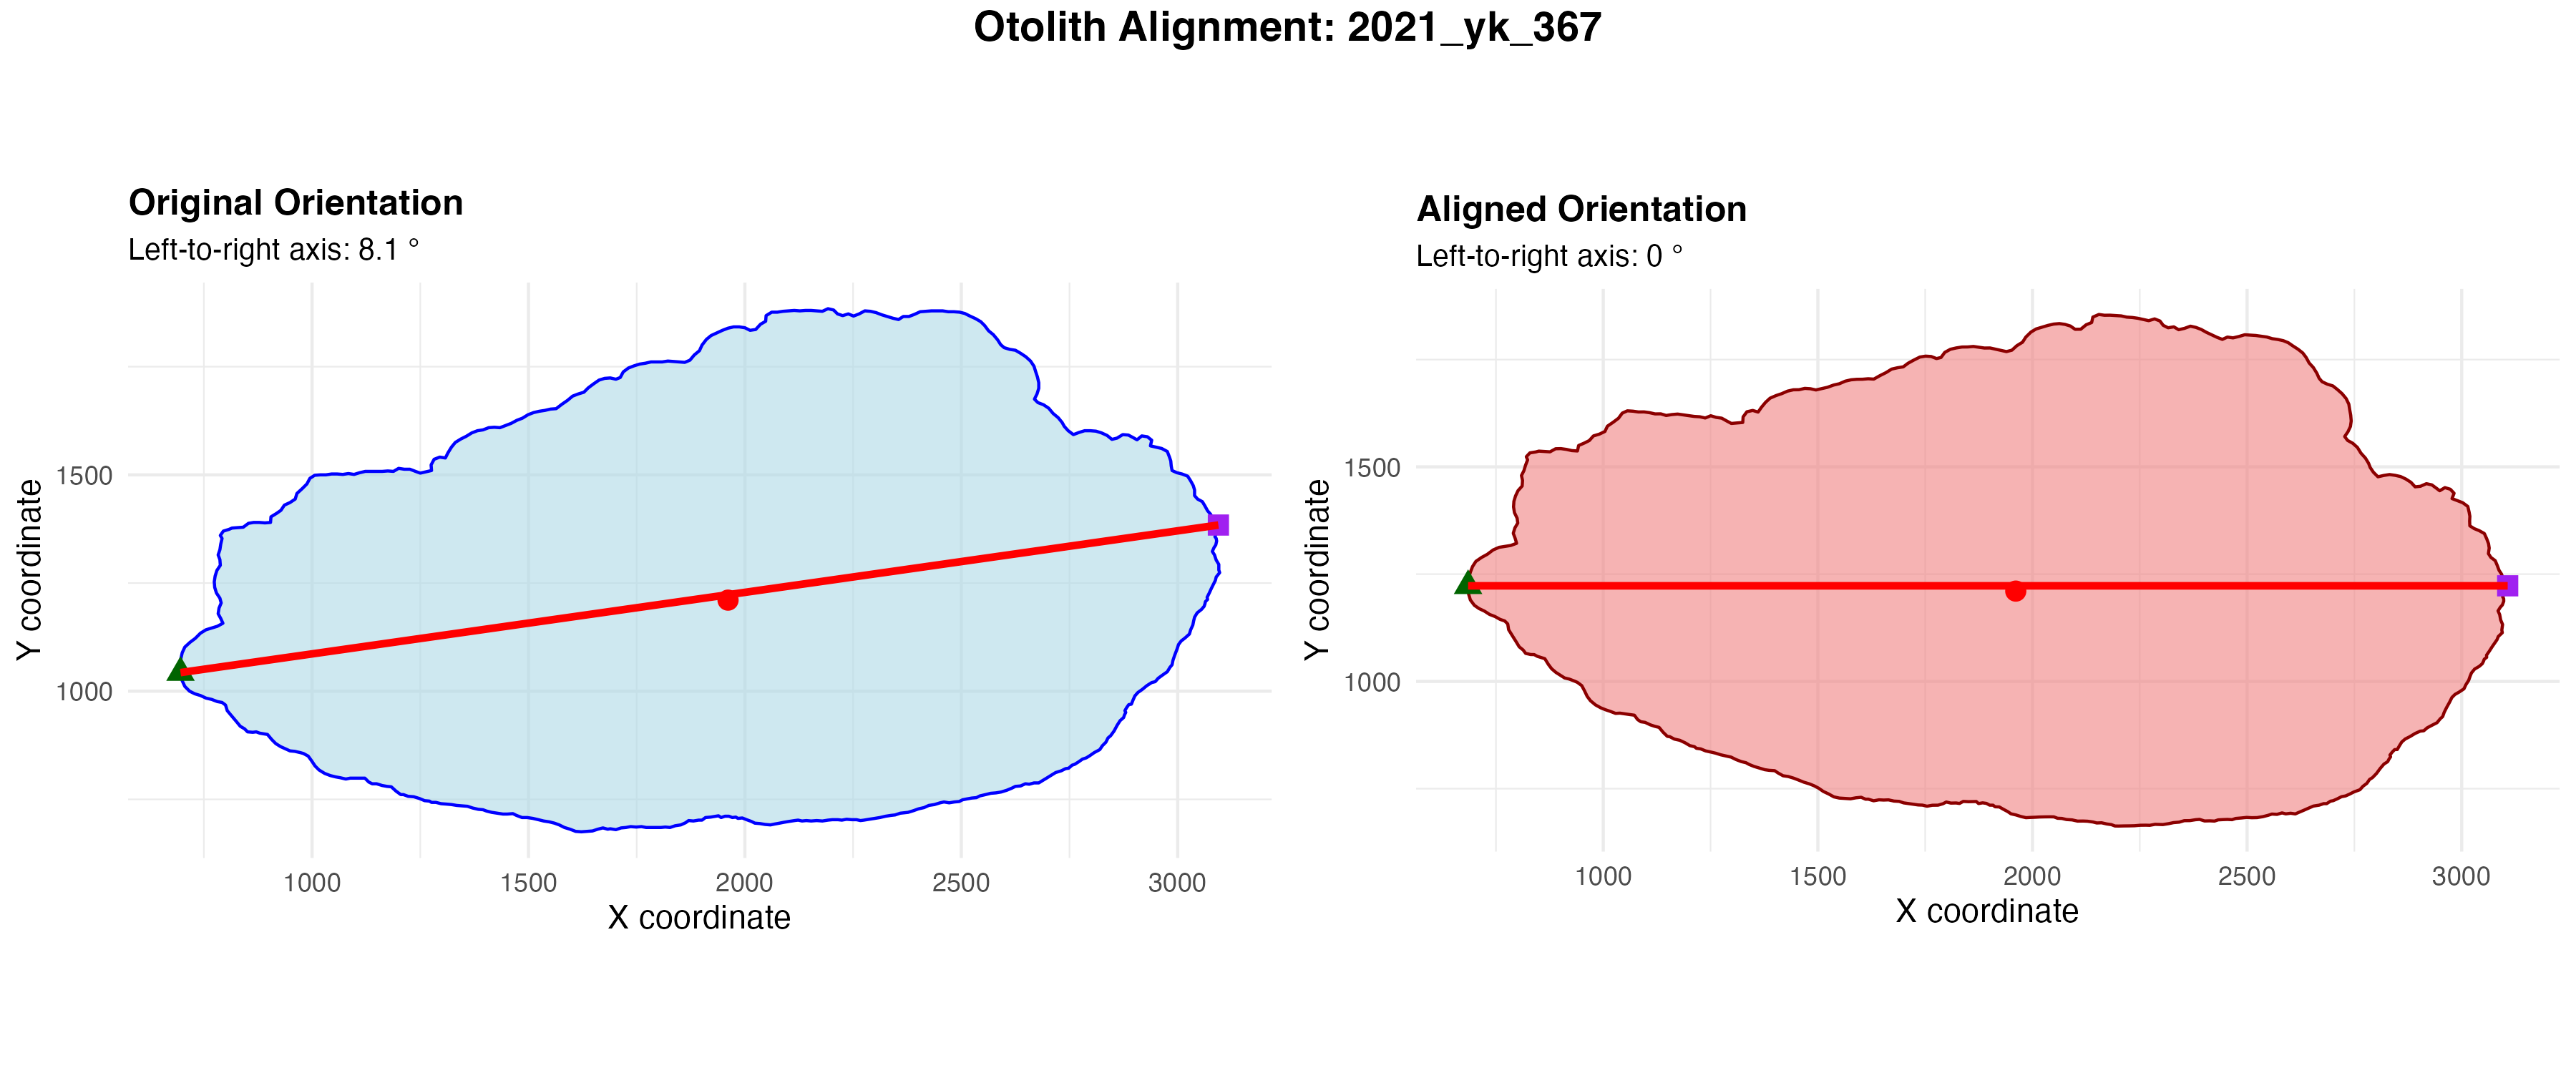 Otolith Alignment: 2021_yk_367
Original Orientation
Left-to-right axis: 8.1 °
1500
1000
Y coordinate
1000 1500 2000 2500 3000
X coordinate
Aligned Orientation
Left-to-right axis: 0 °
1500
1000
Y coordinate
1000 1500 2000 2500 3000
X coordinate